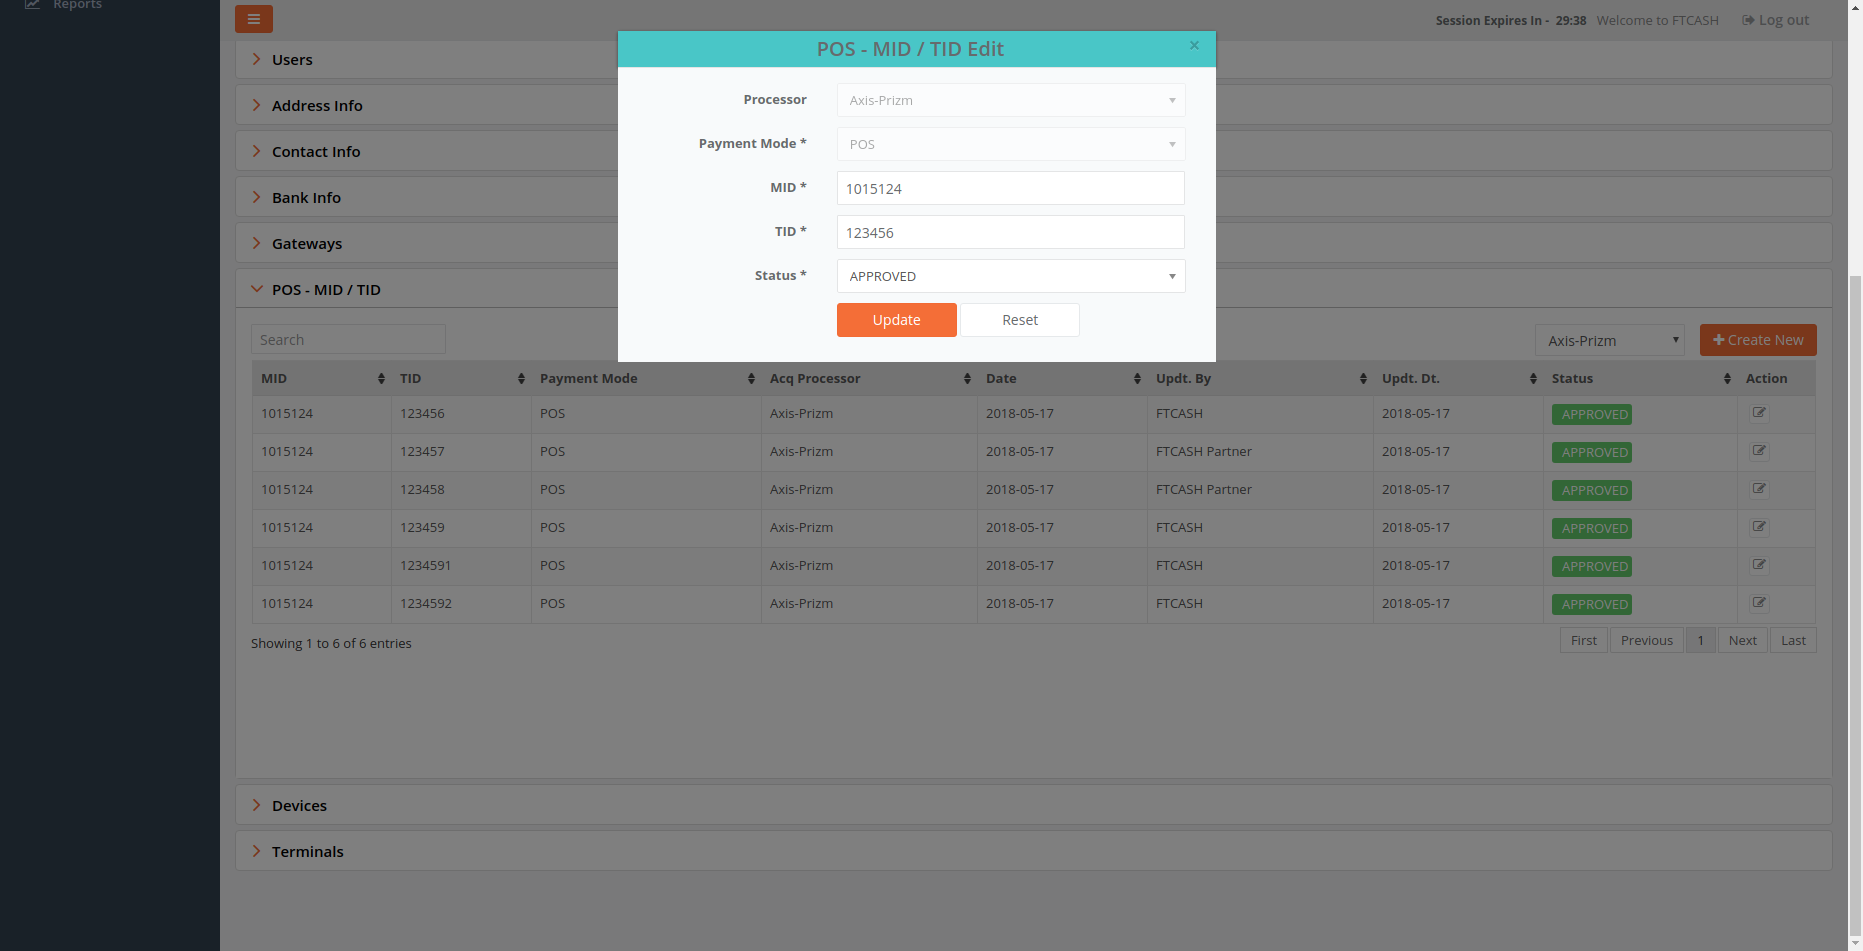 Reports
Session Expires In - 29:38 Welcome to FTCASH Log out
POS - MID / TID Edit ×
Users
Processor Axis-Prizm
Address Info
Payment Mode * POS
Contact Info
MID * 1015124
Bank Info
TID * 123456
Gateways
Status * APPROVED
POS - MID / TID
Update Reset
Search Axis-Prizm Create New
MID TID Payment Mode Acq Processor Date Updt. By Updt. Dt. Status Action
1015124 123456 POS Axis-Prizm 2018-05-17 FTCASH 2018-05-17 APPROVED
1015124 123457 POS Axis-Prizm 2018-05-17 FTCASH Partner 2018-05-17 APPROVED
1015124 123458 POS Axis-Prizm 2018-05-17 FTCASH Partner 2018-05-17 APPROVED
1015124 123459 POS Axis-Prizm 2018-05-17 FTCASH 2018-05-17 APPROVED
1015124 1234591 POS Axis-Prizm 2018-05-17 FTCASH 2018-05-17 APPROVED
1015124 1234592 POS Axis-Prizm 2018-05-17 FTCASH 2018-05-17 APPROVED
Showing 1 to 6 of 6 entries First Previous 1 Next Last
Devices
Terminals